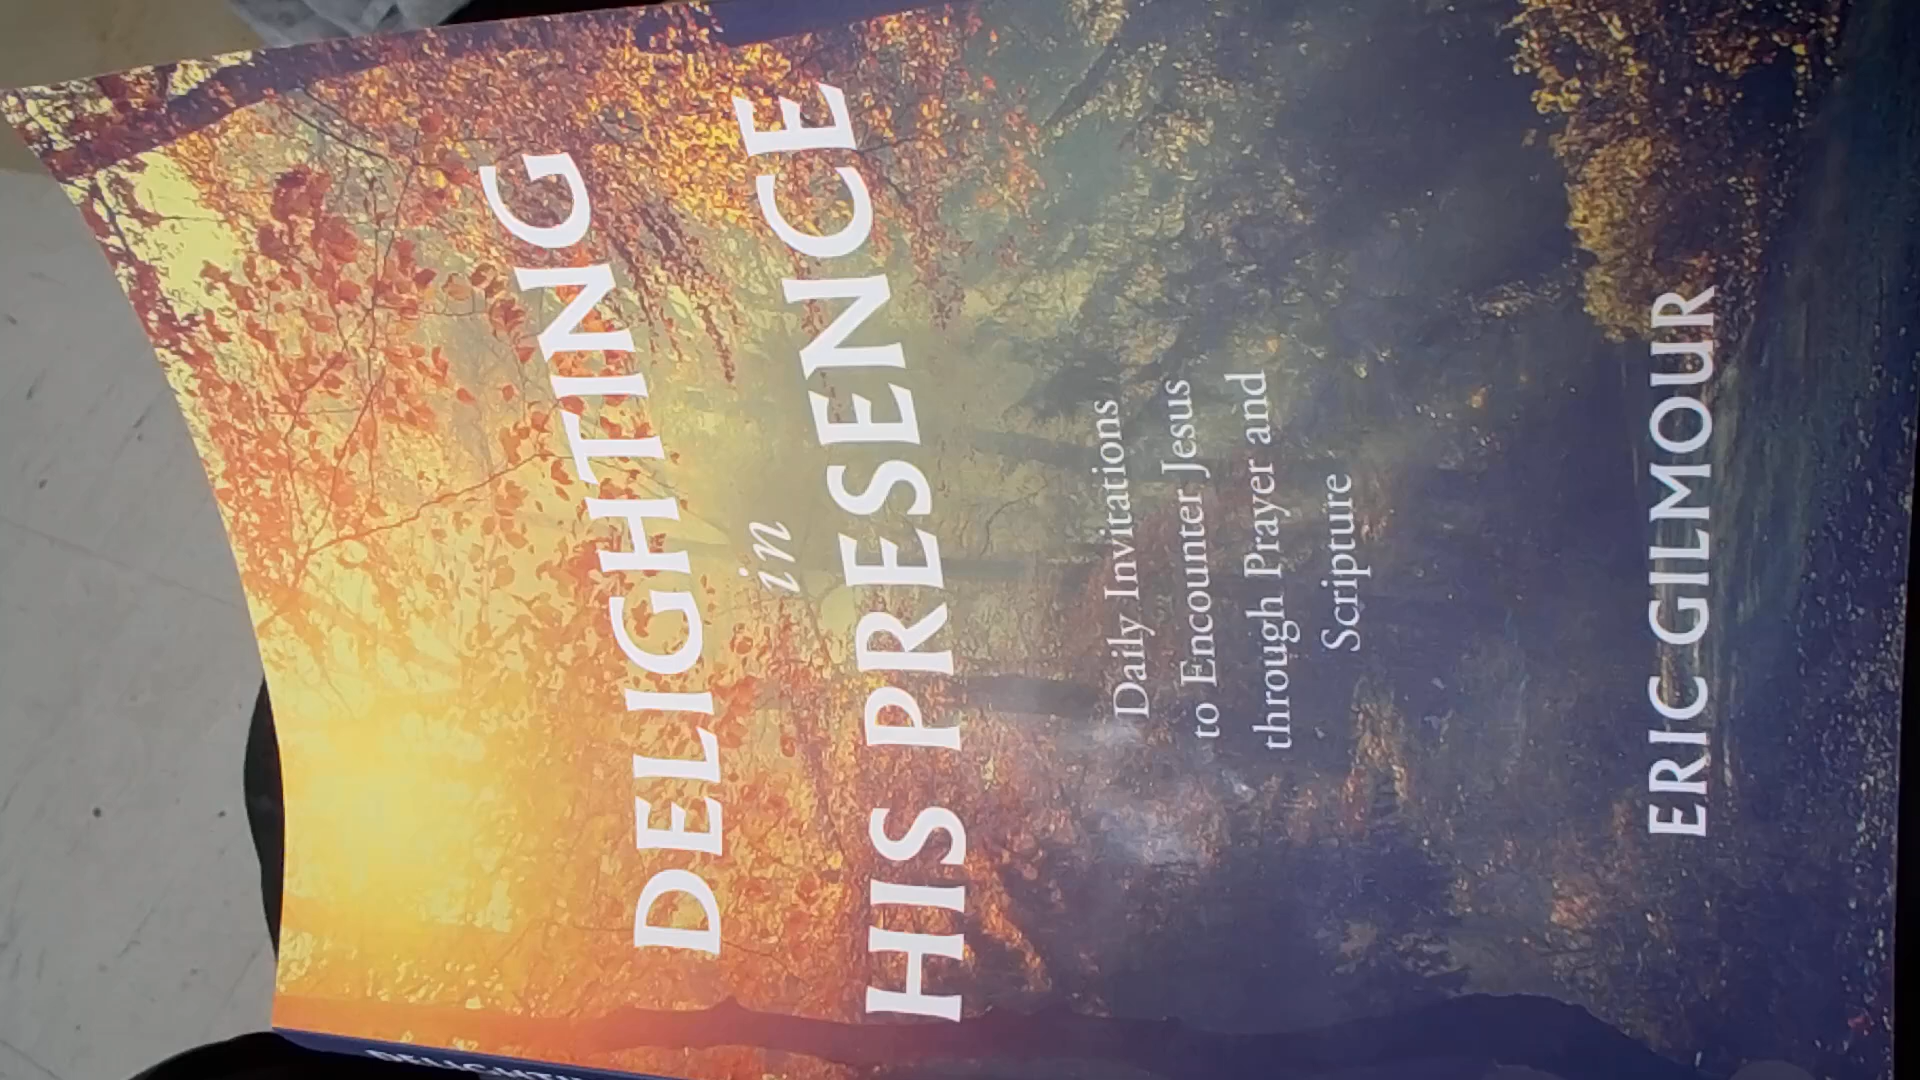 DELIGHTING
in
HIS PRESENCE
Daily Invitations
to Encounter Jesus
through Prayer and
Scripture
ERIC GILMOUR